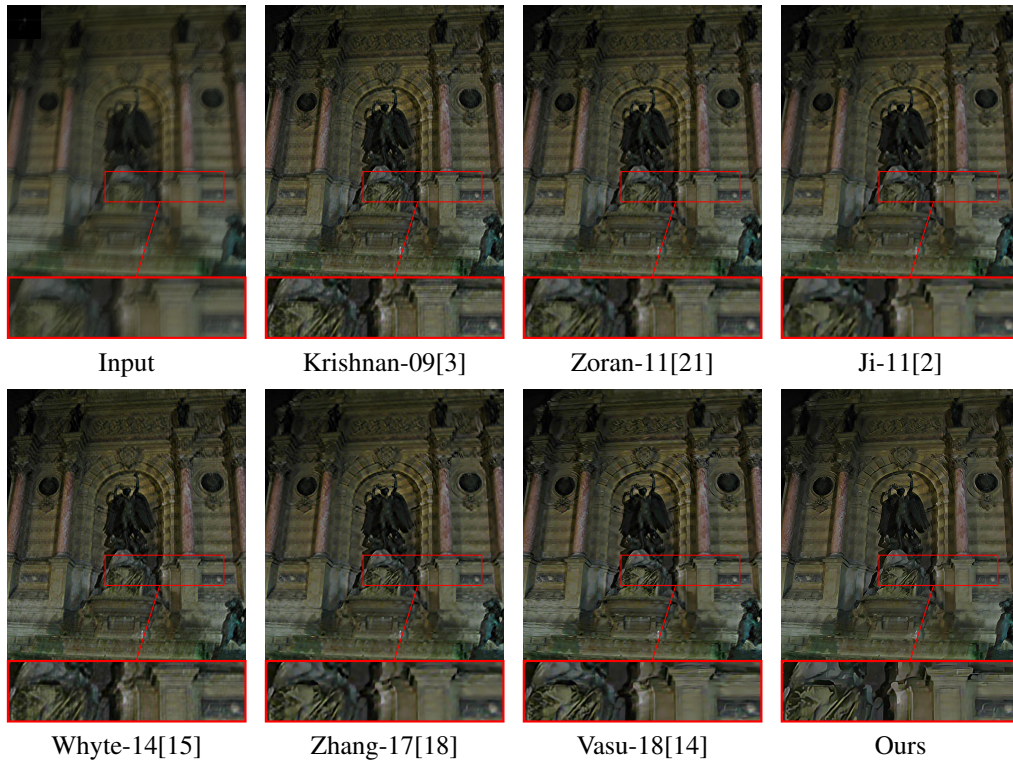 Input
Krishnan-09[3]
Zoran-11[21]
Ji-11[2]
Whyte-14[15]
Zhang-17[18]
Vasu-18[14]
Ours